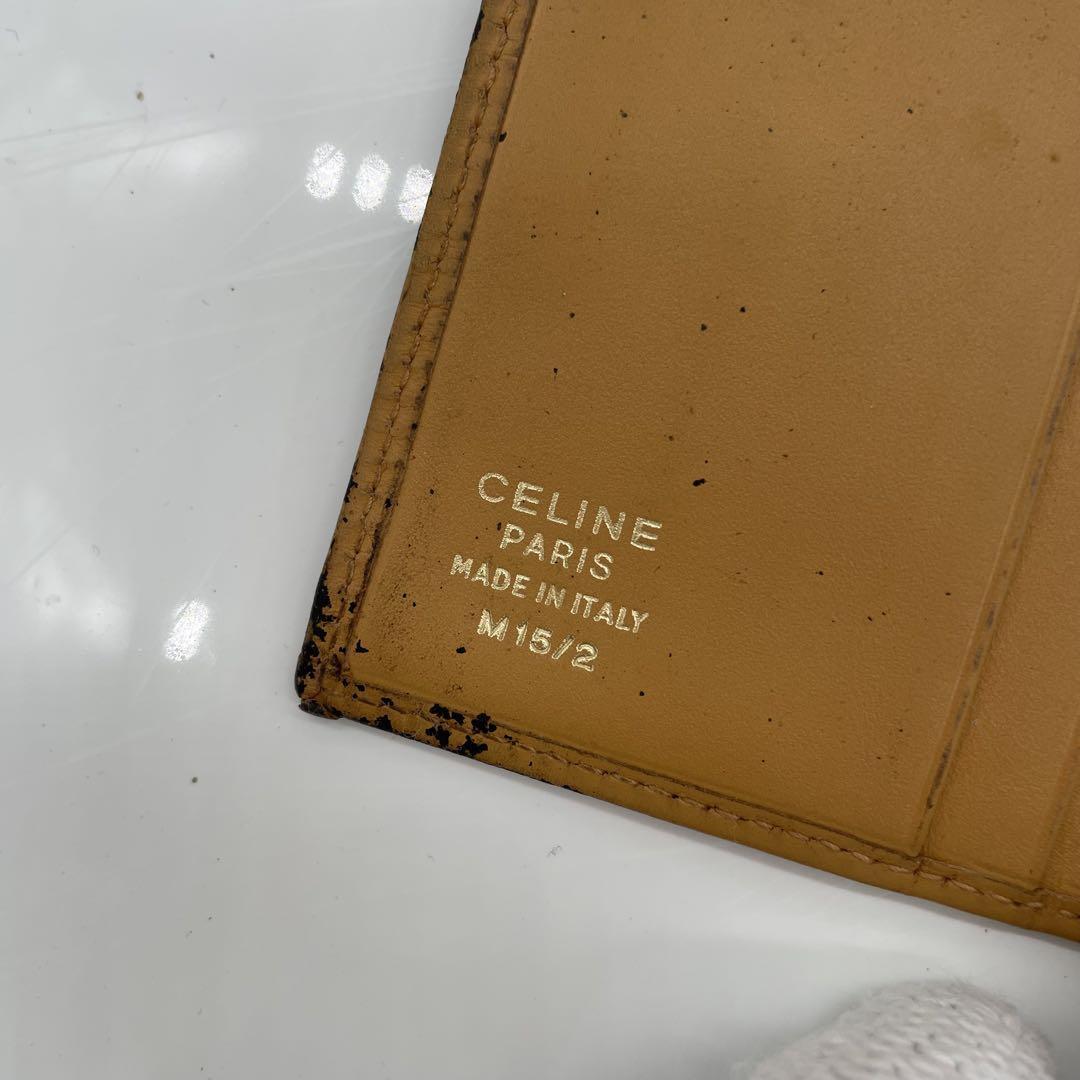 CELINE
PARIS
MADE IN ITALY
M15/2